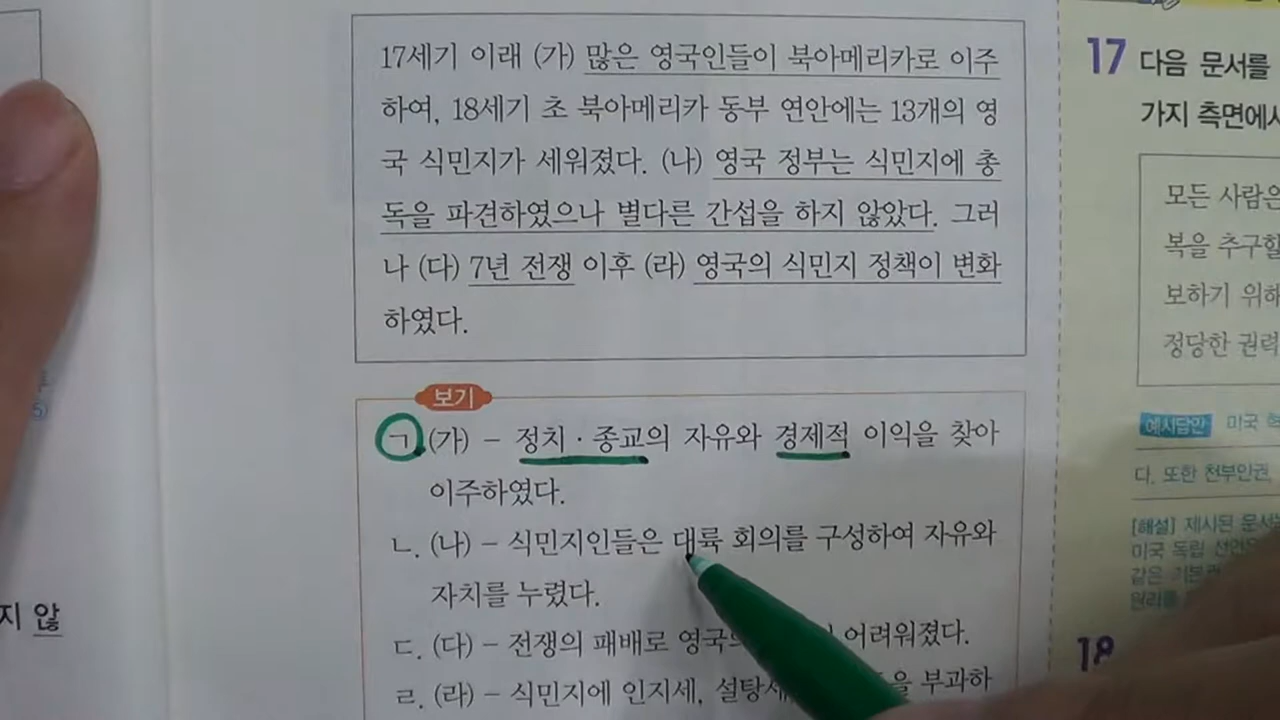 지 않
17세기 이래 (가) 많은 영국인들이 북아메리카로 이주
하여, 18세기 초 북아메리카 동부 연안에는 13개의 영
국 식민지가 세워졌다. (나) 영국 정부는 식민지에 총
독을 파견하였으나 별다른 간섭을 하지 않았다. 그러
나 (다) 7년 전쟁 이후 (라) 영국의 식민지 정책이 변화
하였다.
보기
ㄱ. (가) - 정치 · 종교의 자유와 경제적 이익을 찾아
이주하였다.
ㄴ. (나) - 식민지인들은 대륙 회의를 구성하여 자유와
자치를 누렸다.
ㄷ. (다) - 전쟁의 패배로 어려워졌다.
ㄹ. (라) - 식민지에 인지세, 부과하
17 다음 문서를
가지 측면에서
모든 사람은
복을 추구할
보하기 위해
정당한 권력
예시답안 미국
다. 또한 천부인권
[해설] 제시된 문서
미국 독립
같은
18